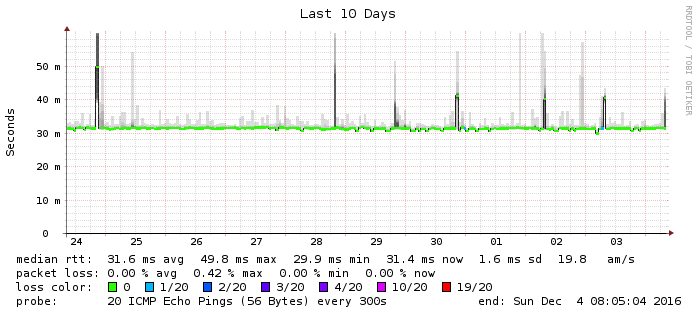 Last 10 Days
RRDTOOL / TOBI OETIKER
Seconds
50 m
40 m
30 m
20 m
10 m
0
24 25 26 27 28 29 30 01 02 03
median rtt: 31.6 ms avg 49.8 ms max 29.9 ms min 31.4 ms now 1.6 ms sd 19.8 am/s
packet loss: 0.00 % avg 0.42 % max 0.00 % min 0.00 % now
loss color: 0 1/20 2/20 3/20 4/20 10/20 19/20
probe: 20 ICMP Echo Pings (56 Bytes) every 300s end: Sun Dec 4 08:05:04 2016